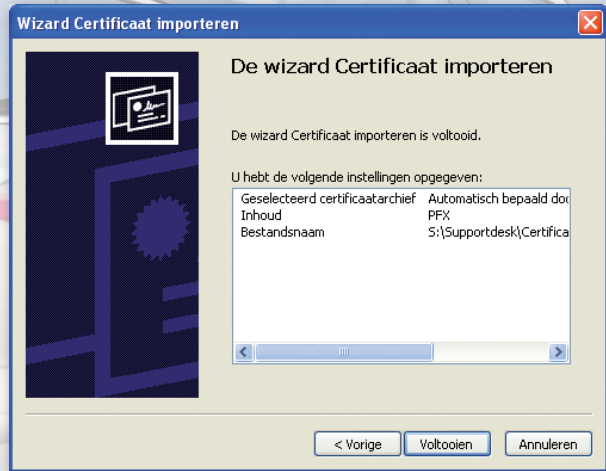 Wizard Certificaat importeren
De wizard Certificaat importeren
De wizard Certificaat importeren is voltooid.
U hebt de volgende instellingen opgegeven:
Geselecteerd certificaatarchief Automatisch bepaald doo
Inhoud PFX
Bestandsnaam S:\Supportdesk\Certifica
< Vorige Voltooien Annuleren